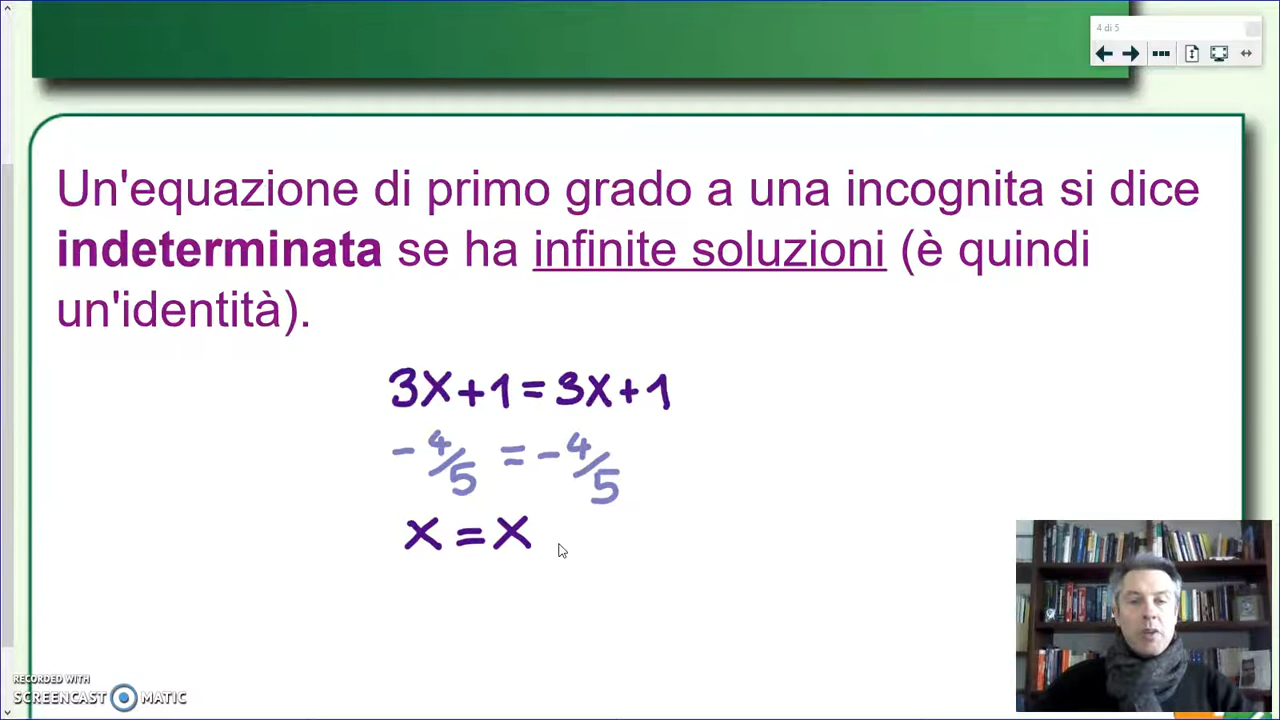 4 di 5
Un'equazione di primo grado a una incognita si dice
indeterminata se ha infinite soluzioni (è quindi
un'identità).
3x+1=3x+1
-4/5 = -4/5
x=x
RECORDED WITH
SCREENCAST MATIC